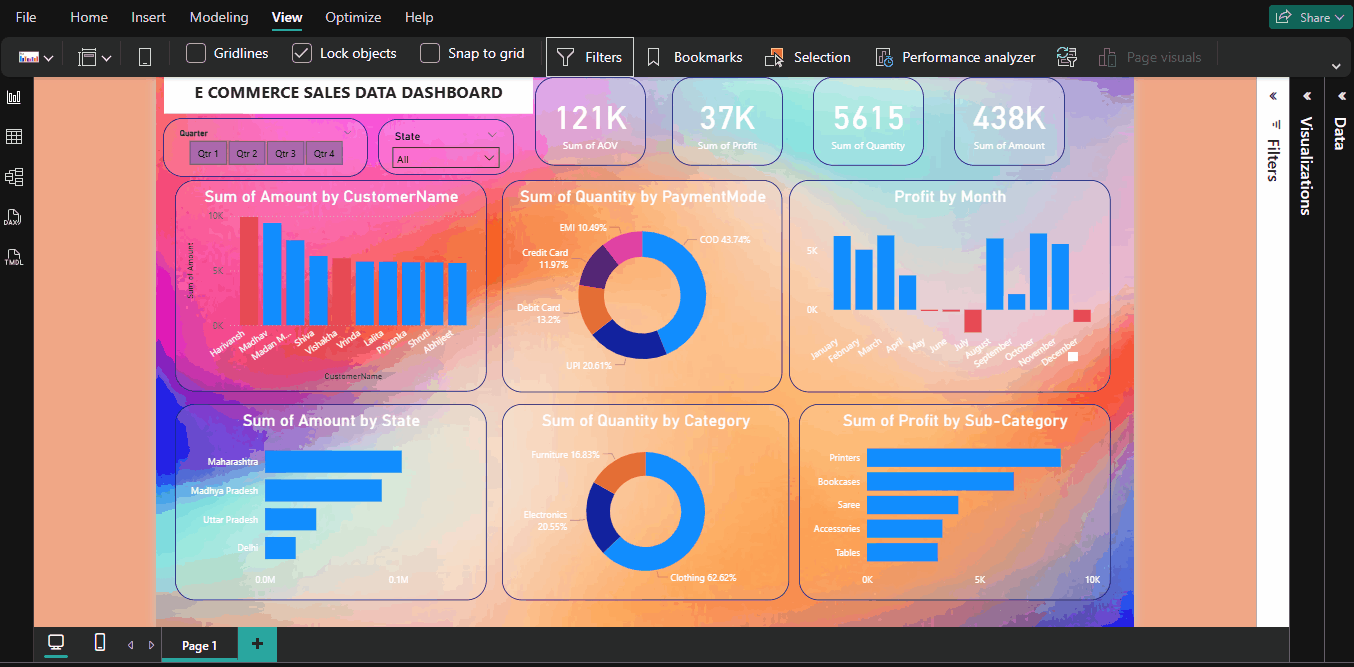 File Home Insert Modeling View Optimize Help Share
Gridlines Lock objects Snap to grid Filters Bookmarks Selection Performance analyzer Page visuals
E COMMERCE SALES DATA DASHBOARD
Quarter
Qtr 1 Qtr 2 Qtr 3 Qtr 4
State
All
121K
Sum of AOV
37K
Sum of Profit
5615
Sum of Quantity
438K
Sum of Amount
Sum of Amount by CustomerName
10K
5K
0K
Sum of Amount
Harivansh Madhav Madan M... Shiva Vishakha Vrinda Lalita Priyanka Shruti Abhijeet
CustomerName
Sum of Quantity by PaymentMode
EMI 10.49%
COD 43.74%
Credit Card
11.97%
Debit Card
13.2%
UPI 20.61%
Profit by Month
5K
0K
January February March April May June July August September October November December
Sum of Amount by State
Maharashtra
Madhya Pradesh
Uttar Pradesh
Delhi
0.0M 0.1M
Sum of Quantity by Category
Furniture 16.83%
Electronics
20.55%
Clothing 62.62%
Sum of Profit by Sub-Category
Printers
Bookcases
Saree
Accessories
Tables
0K 5K 10K
Filters
Visualizations
Data
DAX
TMDL
Page 1